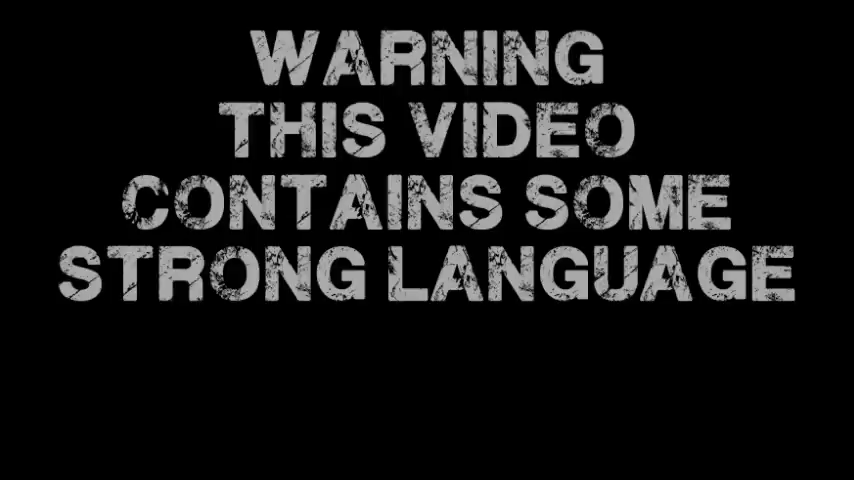 WARNING
THIS VIDEO
CONTAINS SOME
STRONG LANGUAGE